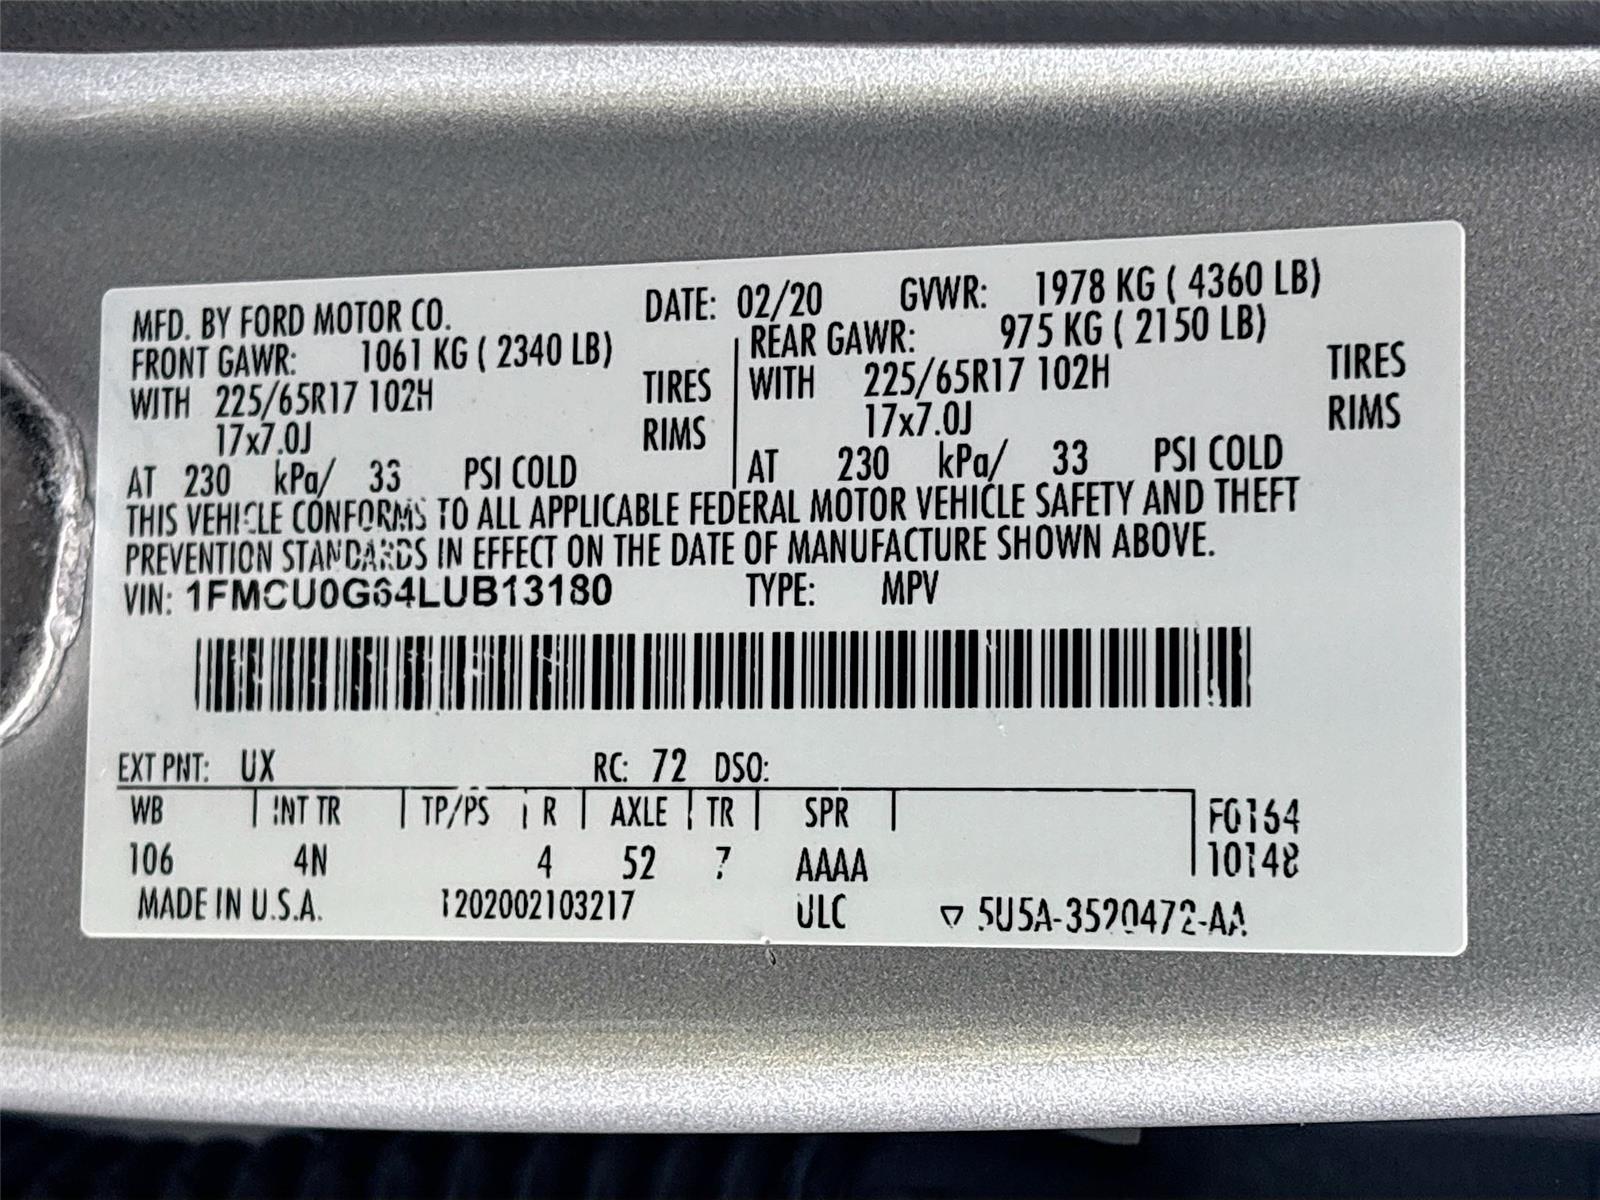 MFD. BY FORD MOTOR CO. DATE: 02/20 GVWR: 1978 KG ( 4360 LB)
FRONT GAWR: 1061 KG ( 2340 LB) REAR GAWR: 975 KG ( 2150 LB)
WITH 225/65R17 102H TIRES WITH 225/65R17 102H TIRES
17x7.0J RIMS 17x7.0J RIMS
AT 230 kPa/ 33 PSI COLD AT 230 kPa/ 33 PSI COLD
THIS VEHICLE CONFORMS TO ALL APPLICABLE FEDERAL MOTOR VEHICLE SAFETY AND THEFT
PREVENTION STANDARDS IN EFFECT ON THE DATE OF MANUFACTURE SHOWN ABOVE.
VIN: 1FMCU0G64LUB13180 TYPE: MPV
EXT PNT: UX RC: 72 DSO:
WB INT TR TP/PS R AXLE TR SPR F0164
106 4N 4 52 7 AAAA 10148
MADE IN U.S.A. 1202002103217 ULC ▽ 5U5A-3520472-AA